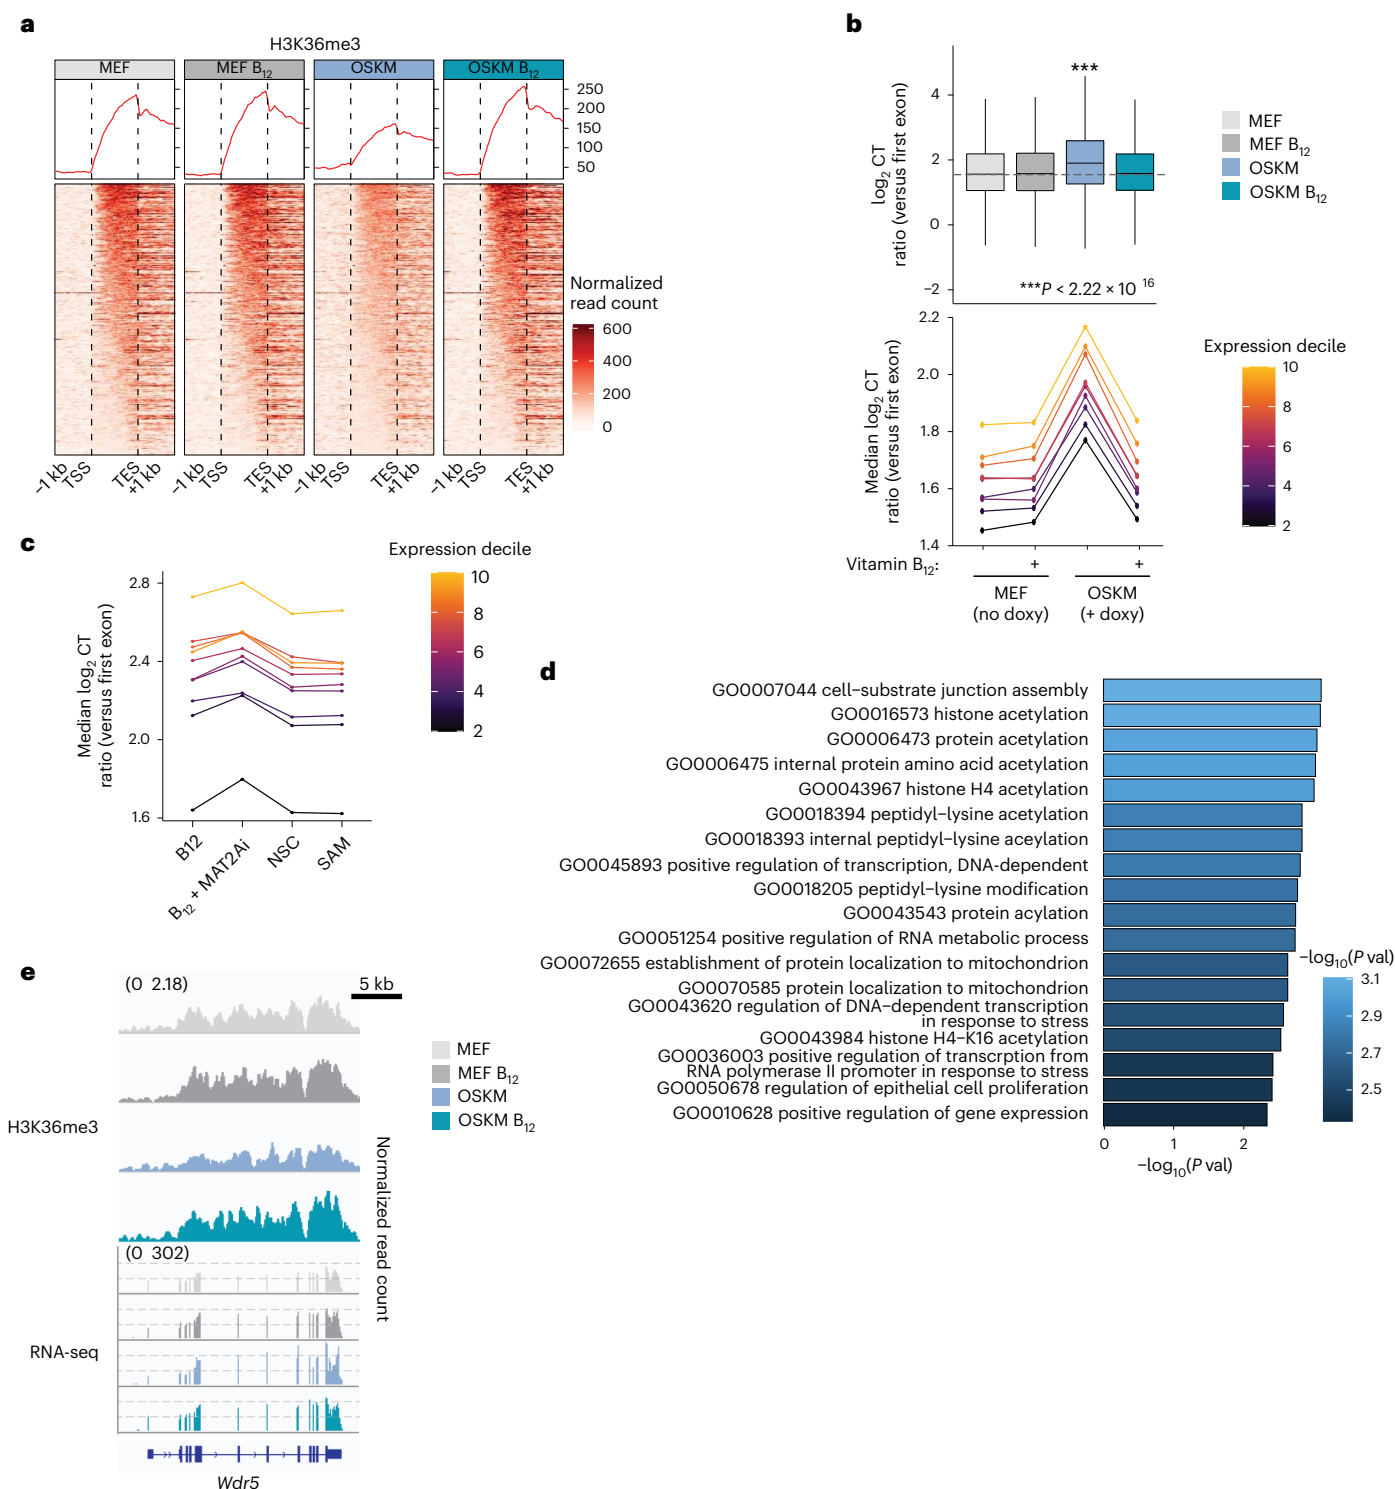 a
H3K36me3
MEF
MEF B12
OSKM
OSKM B12
250
200
150
100
50
Normalized
read count
600
400
200
0
−1 kb
TSS
TES
+1 kb
−1 kb
TSS
TES
+1 kb
−1 kb
TSS
TES
+1 kb
−1 kb
TSS
TES
+1 kb
b
log2 CT
ratio (versus first exon)
4
2
0
−2
***
***P < 2.22 × 10 16
MEF
MEF B12
OSKM
OSKM B12
Median log2 CT
ratio (versus first exon)
2.2
2.0
1.8
1.6
1.4
Vitamin B12:
+
+
MEF
(no doxy)
OSKM
(+ doxy)
Expression decile
10
8
6
4
2
c
Expression decile
10
8
6
4
2
Median log2 CT
ratio (versus first exon)
2.8
2.4
2.0
1.6
B12
B12 + MAT2Ai
NSC
SAM
d
GO0007044 cell−substrate junction assembly
GO0016573 histone acetylation
GO0006473 protein acetylation
GO0006475 internal protein amino acid acetylation
GO0043967 histone H4 acetylation
GO0018394 peptidyl−lysine acetylation
GO0018393 internal peptidyl−lysine aceylation
GO0045893 positive regulation of transcription, DNA-dependent
GO0018205 peptidyl−lysine modification
GO0043543 protein acylation
GO0051254 positive regulation of RNA metabolic process
GO0072655 establishment of protein localization to mitochondrion
GO0070585 protein localization to mitochondrion
GO0043620 regulation of DNA−dependent transcription
in response to stress
GO0043984 histone H4−K16 acetylation
GO0036003 positive regulation of transcrption from
RNA polymerase II promoter in response to stress
GO0050678 regulation of epithelial cell proliferation
GO0010628 positive regulation of gene expression
0
1
2
−log10(P val)
−log10(P val)
3.1
2.9
2.7
2.5
e
(0 2.18)
5 kb
H3K36me3
(0 302)
RNA-seq
Normalized read count
MEF
MEF B12
OSKM
OSKM B12
Wdr5